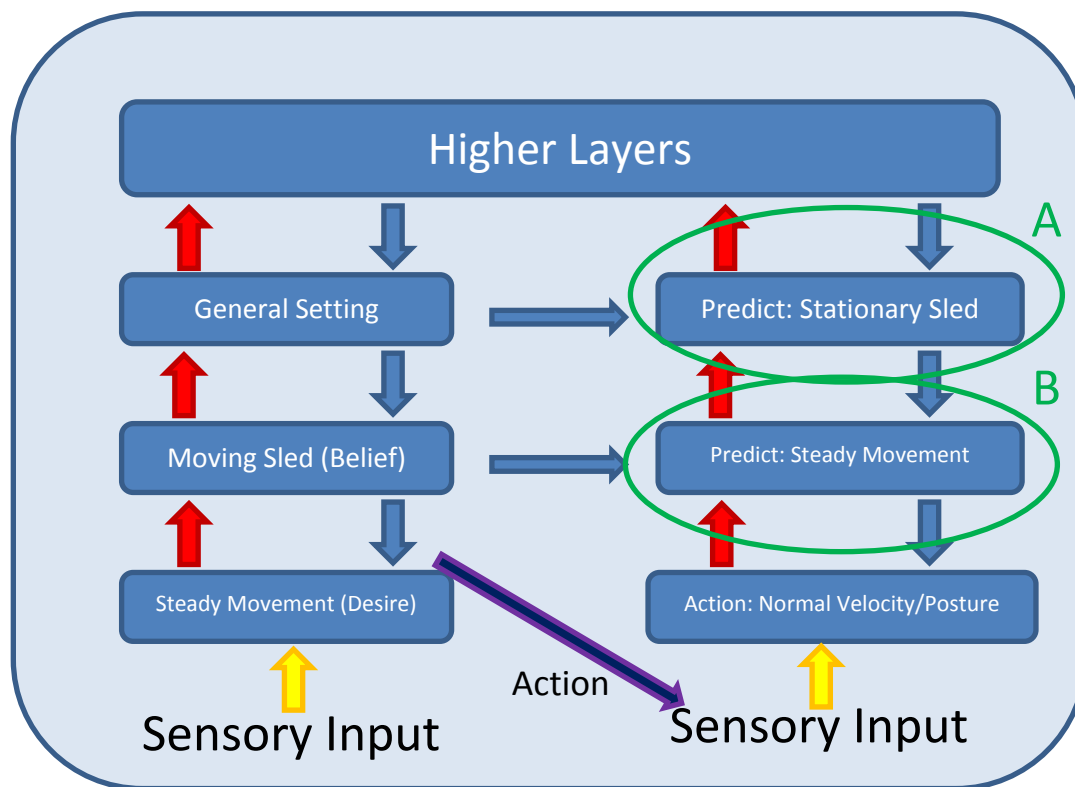 Higher Layers
A
General Setting
Predict: Stationary Sled
B
Moving Sled (Belief)
Predict: Steady Movement
Steady Movement (Desire)
Action: Normal Velocity/Posture
Action
Sensory Input
Sensory Input